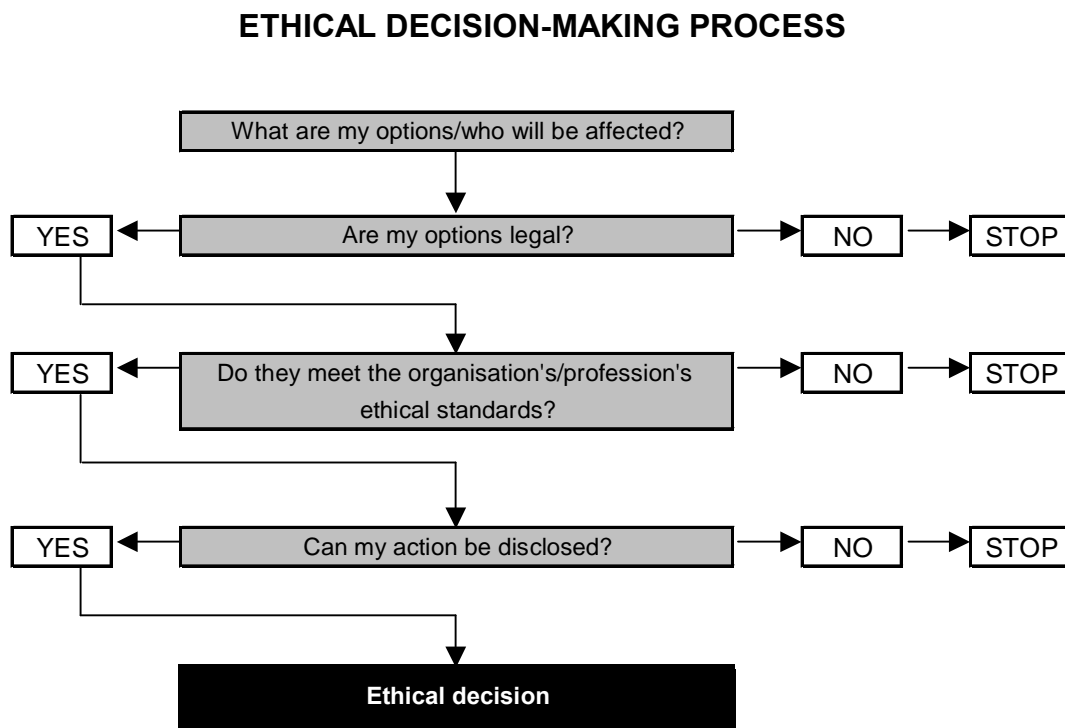 ETHICAL DECISION-MAKING PROCESS
What are my options/who will be affected?
YES
Are my options legal?
NO
STOP
YES
Do they meet the organisation's/profession's
ethical standards?
NO
STOP
YES
Can my action be disclosed?
NO
STOP
Ethical decision